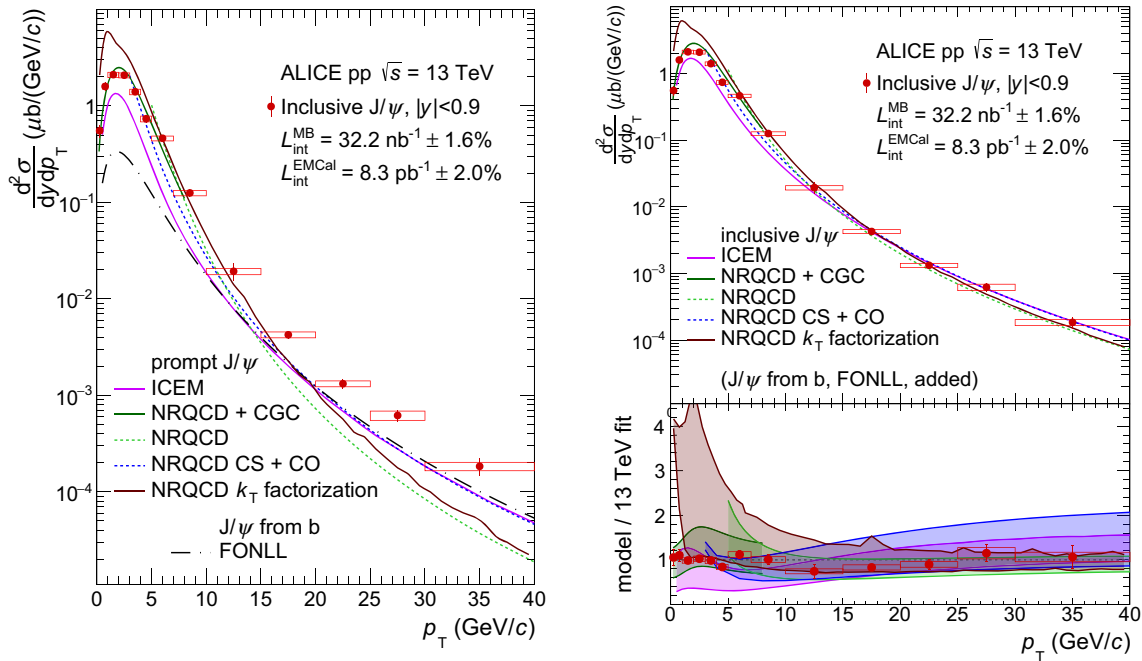 d²σ/dydp_T (μb/(GeV/c))
10
1
10⁻¹
10⁻²
10⁻³
10⁻⁴
ALICE pp √s = 13 TeV
Inclusive J/ψ, |y|<0.9
L_int^MB = 32.2 nb⁻¹ ± 1.6%
L_int^EMCal = 8.3 pb⁻¹ ± 2.0%
prompt J/ψ
ICEM
NRQCD + CGC
NRQCD
NRQCD CS + CO
NRQCD k_T factorization
J/ψ from b
FONLL
0 5 10 15 20 25 30 35 40
p_T (GeV/c)
d²σ/dydp_T (μb/(GeV/c))
10
1
10⁻¹
10⁻²
10⁻³
10⁻⁴
ALICE pp √s = 13 TeV
Inclusive J/ψ, |y|<0.9
L_int^MB = 32.2 nb⁻¹ ± 1.6%
L_int^EMCal = 8.3 pb⁻¹ ± 2.0%
inclusive J/ψ
ICEM
NRQCD + CGC
NRQCD
NRQCD CS + CO
NRQCD k_T factorization
(J/ψ from b, FONLL, added)
model / 13 TeV fit
4
3
2
1
0 5 10 15 20 25 30 35 40
p_T (GeV/c)